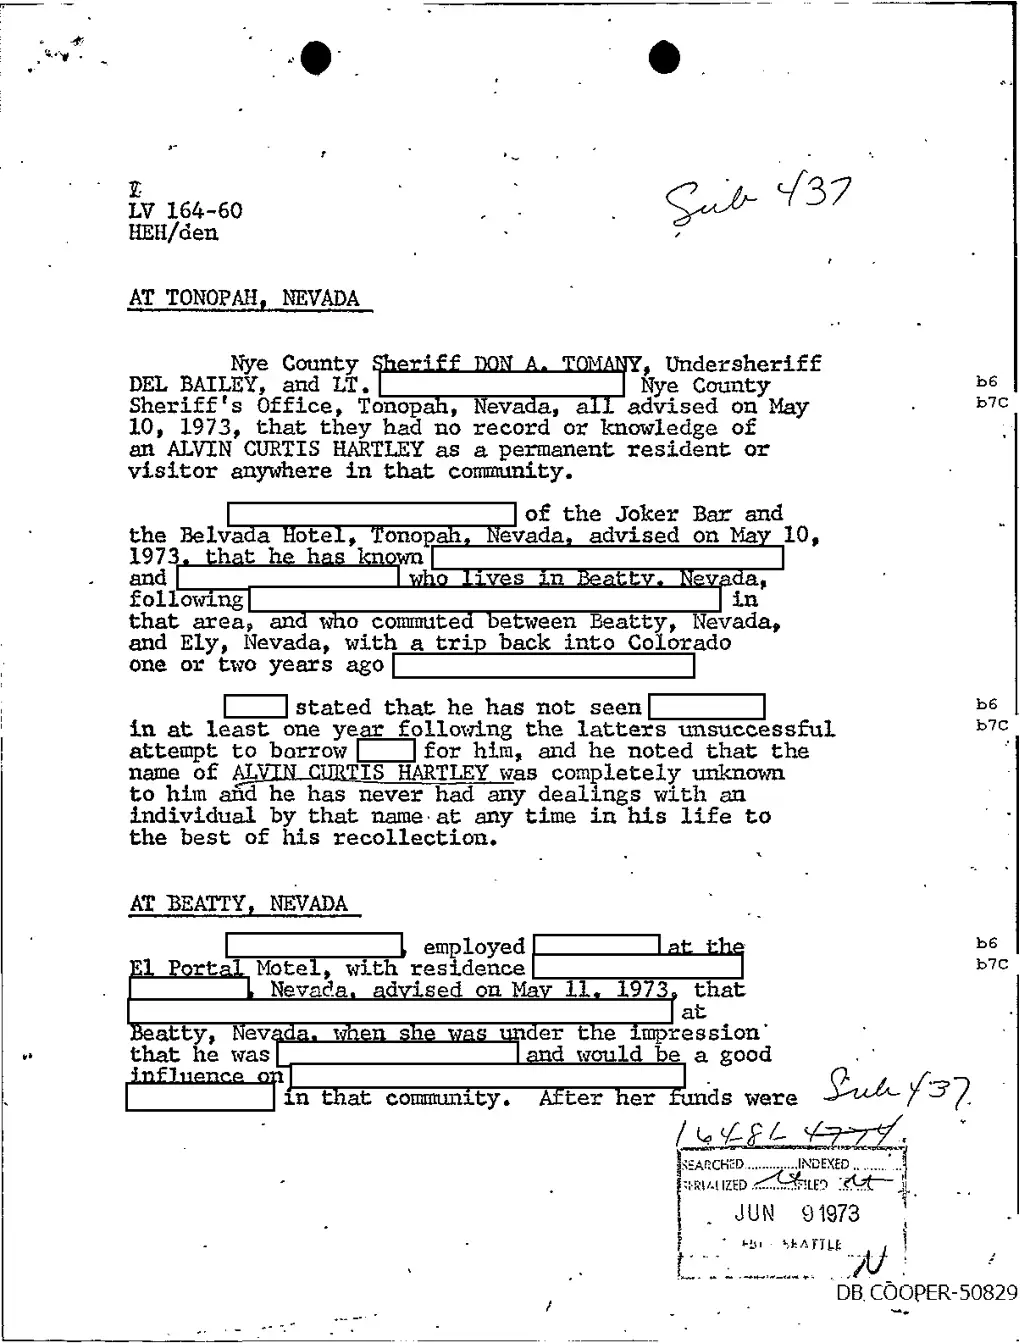 LV 164-60
HEH/den
Sub 437
AT TONOPAH, NEVADA
Nye County Sheriff DON A. TOMANY, Undersheriff
DEL BAILEY, and LT. Nye County
Sheriff's Office, Tonopah, Nevada, all advised on May
10, 1973, that they had no record or knowledge of
an ALVIN CURTIS HARTLEY as a permanent resident or
visitor anywhere in that community.
b6
b7C
of the Joker Bar and
the Belvada Hotel, Tonopah, Nevada, advised on May 10,
1973, that he has known
and who lives in Beatty, Nevada,
following in
that area, and who commuted between Beatty, Nevada,
and Ely, Nevada, with a trip back into Colorado
one or two years ago
stated that he has not seen
in at least one year following the latters unsuccessful
attempt to borrow for him, and he noted that the
name of ALVIN CURTIS HARTLEY was completely unknown
to him and he has never had any dealings with an
individual by that name at any time in his life to
the best of his recollection.
b6
b7C
AT BEATTY, NEVADA
, employed at the
El Portal Motel, with residence
, Nevada, advised on May 11, 1973, that
at
Beatty, Nevada, when she was under the impression
that he was and would be a good
influence on
in that community. After her funds were
b6
b7C
Sub 437
SEARCHED INDEXED
SERIALIZED FILED
JUN 9 1973
FBI - SEATTLE
N
DB COOPER-50829